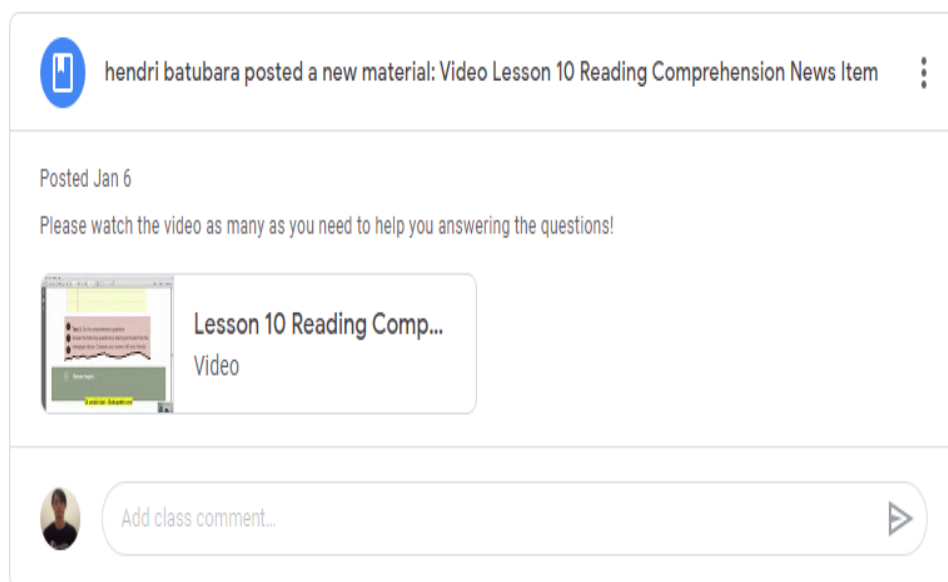 hendri batubara posted a new material: Video Lesson 10 Reading Comprehension News Item
Posted Jan 6
Please watch the video as many as you need to help you answering the questions!
Lesson 10 Reading Comp...
Video
Add class comment...